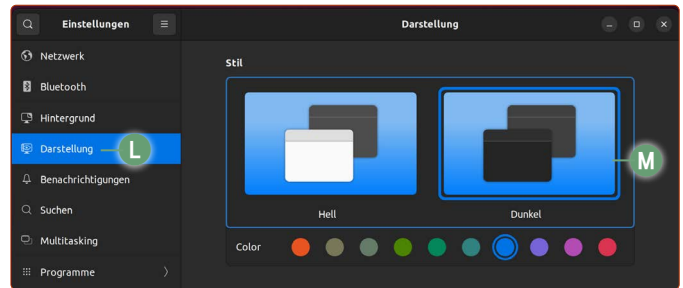 Einstellungen
Darstellung
Netzwerk
Bluetooth
Hintergrund
Darstellung
L
Benachrichtigungen
Suchen
Multitasking
Programme
Stil
M
Hell
Dunkel
Color